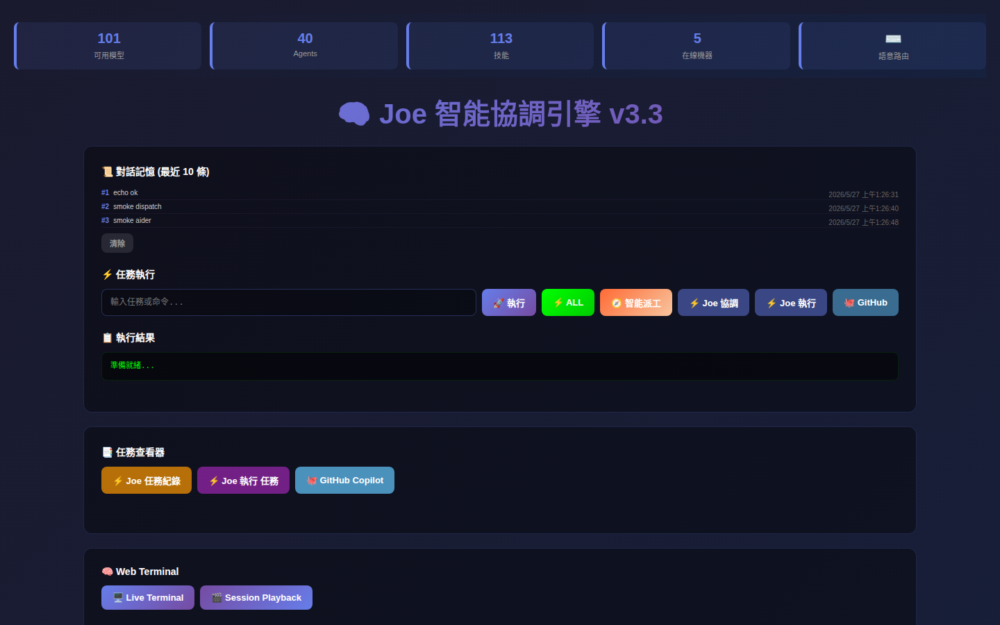 101
可用模型
40
Agents
113
技能
5
在線機器
語意路由
Joe 智能協調引擎 v3.3
對話記憶 (最近 10 條)
#1 echo ok 2026/5/27 上午1:26:31
#2 smoke dispatch 2026/5/27 上午1:26:40
#3 smoke aider 2026/5/27 上午1:26:48
清除
⚡ 任務執行
輸入任務或命令...
🚀 執行
⚡ ALL
🧭 智能派工
⚡ Joe 協調
⚡ Joe 執行
🐙 GitHub
📋 執行結果
準備就緒...
📑 任務查看器
⚡ Joe 任務紀錄
⚡ Joe 執行 任務
🐙 GitHub Copilot
🧠 Web Terminal
🖥️ Live Terminal
🎬 Session Playback